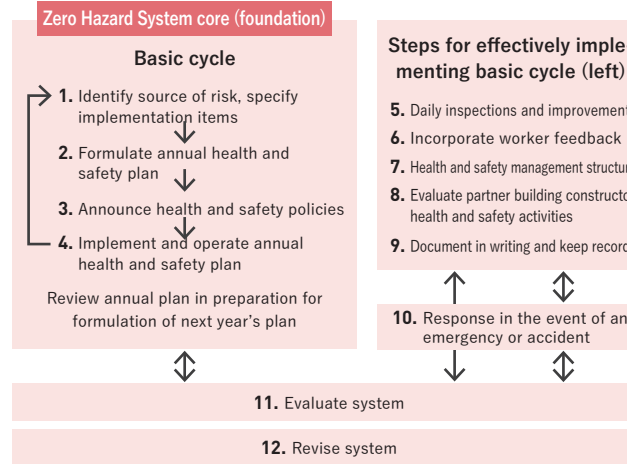 Zero Hazard System core (foundation)
Basic cycle
1. Identify source of risk, specify
implementation items
2. Formulate annual health and
safety plan
3. Announce health and safety policies
4. Implement and operate annual
health and safety plan
Review annual plan in preparation for
formulation of next year's plan
Steps for effectively imple-
menting basic cycle (left)
5. Daily inspections and improvement
6. Incorporate worker feedback
7. Health and safety management
8. Evaluate partner building
health and safety activities
9. Document in writing and keep
10. Response in the event of an
emergency or accident
11. Evaluate system
12. Revise system